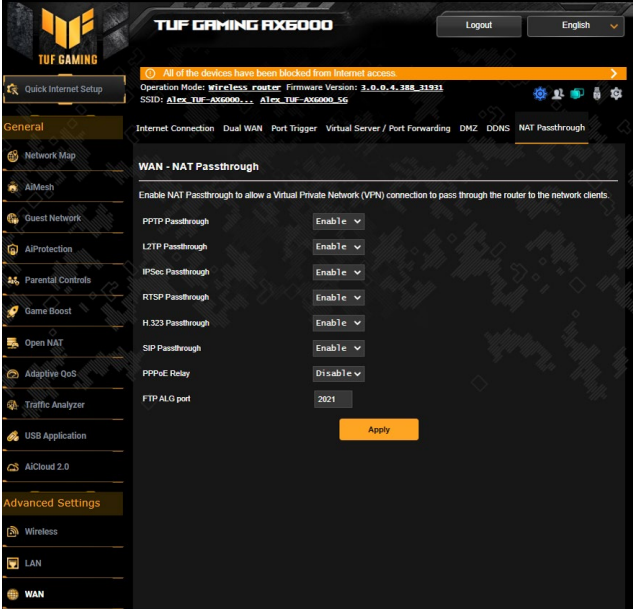 TUF GAMING
TUF GAMING AX6000
Logout
English
All of the devices have been blocked from Internet access.
Quick Internet Setup
Operation Mode: Wireless router Firmware Version: 3.0.0.4.388_31931
SSID: Alex_TUF-AX6000... Alex_TUF-AX6000_5G
General
Internet Connection Dual WAN Port Trigger Virtual Server / Port Forwarding DMZ DDNS NAT Passthrough
Network Map
AiMesh
Guest Network
AiProtection
Parental Controls
Game Boost
Open NAT
Adaptive QoS
Traffic Analyzer
USB Application
AiCloud 2.0
Advanced Settings
Wireless
LAN
WAN
WAN - NAT Passthrough
Enable NAT Passthrough to allow a Virtual Private Network (VPN) connection to pass through the router to the network clients.
PPTP Passthrough Enable
L2TP Passthrough Enable
IPSec Passthrough Enable
RTSP Passthrough Enable
H.323 Passthrough Enable
SIP Passthrough Enable
PPPoE Relay Disable
FTP ALG port 2021
Apply